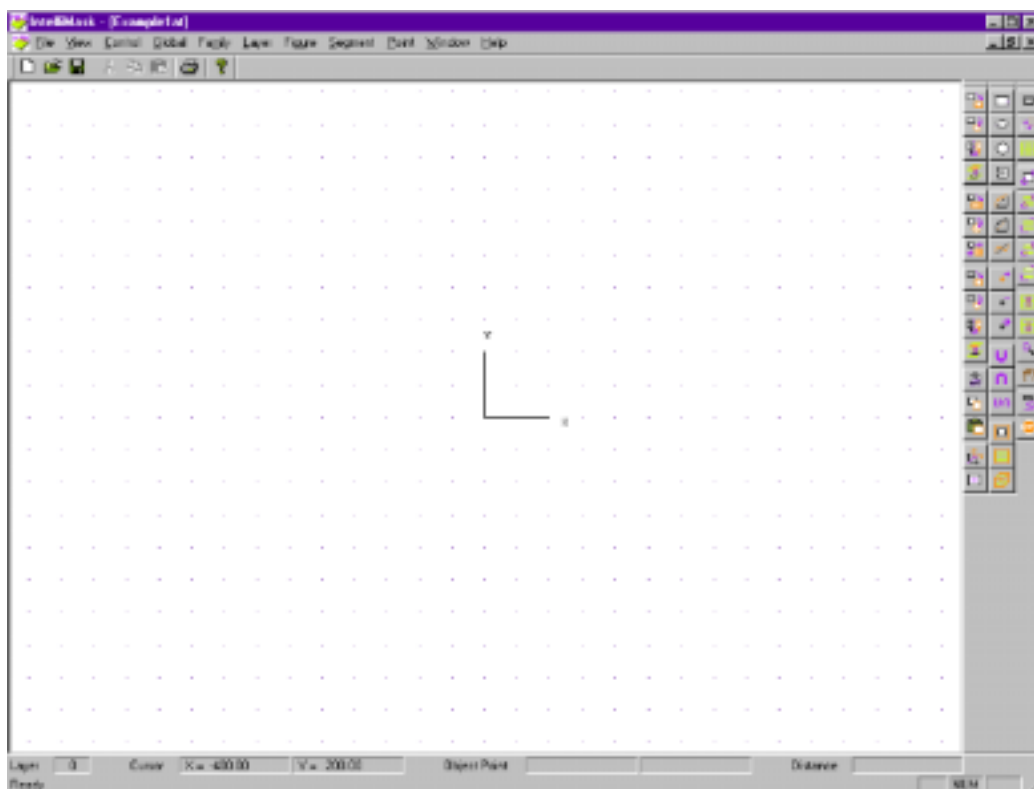 IntelliMask - [Example1.at]
File View Control Global Family Layer Figure Segment Point Window Help
Y
X
Layer 0 Cursor X = -400.00 Y = 200.00 Object Point Distance
Ready NUM